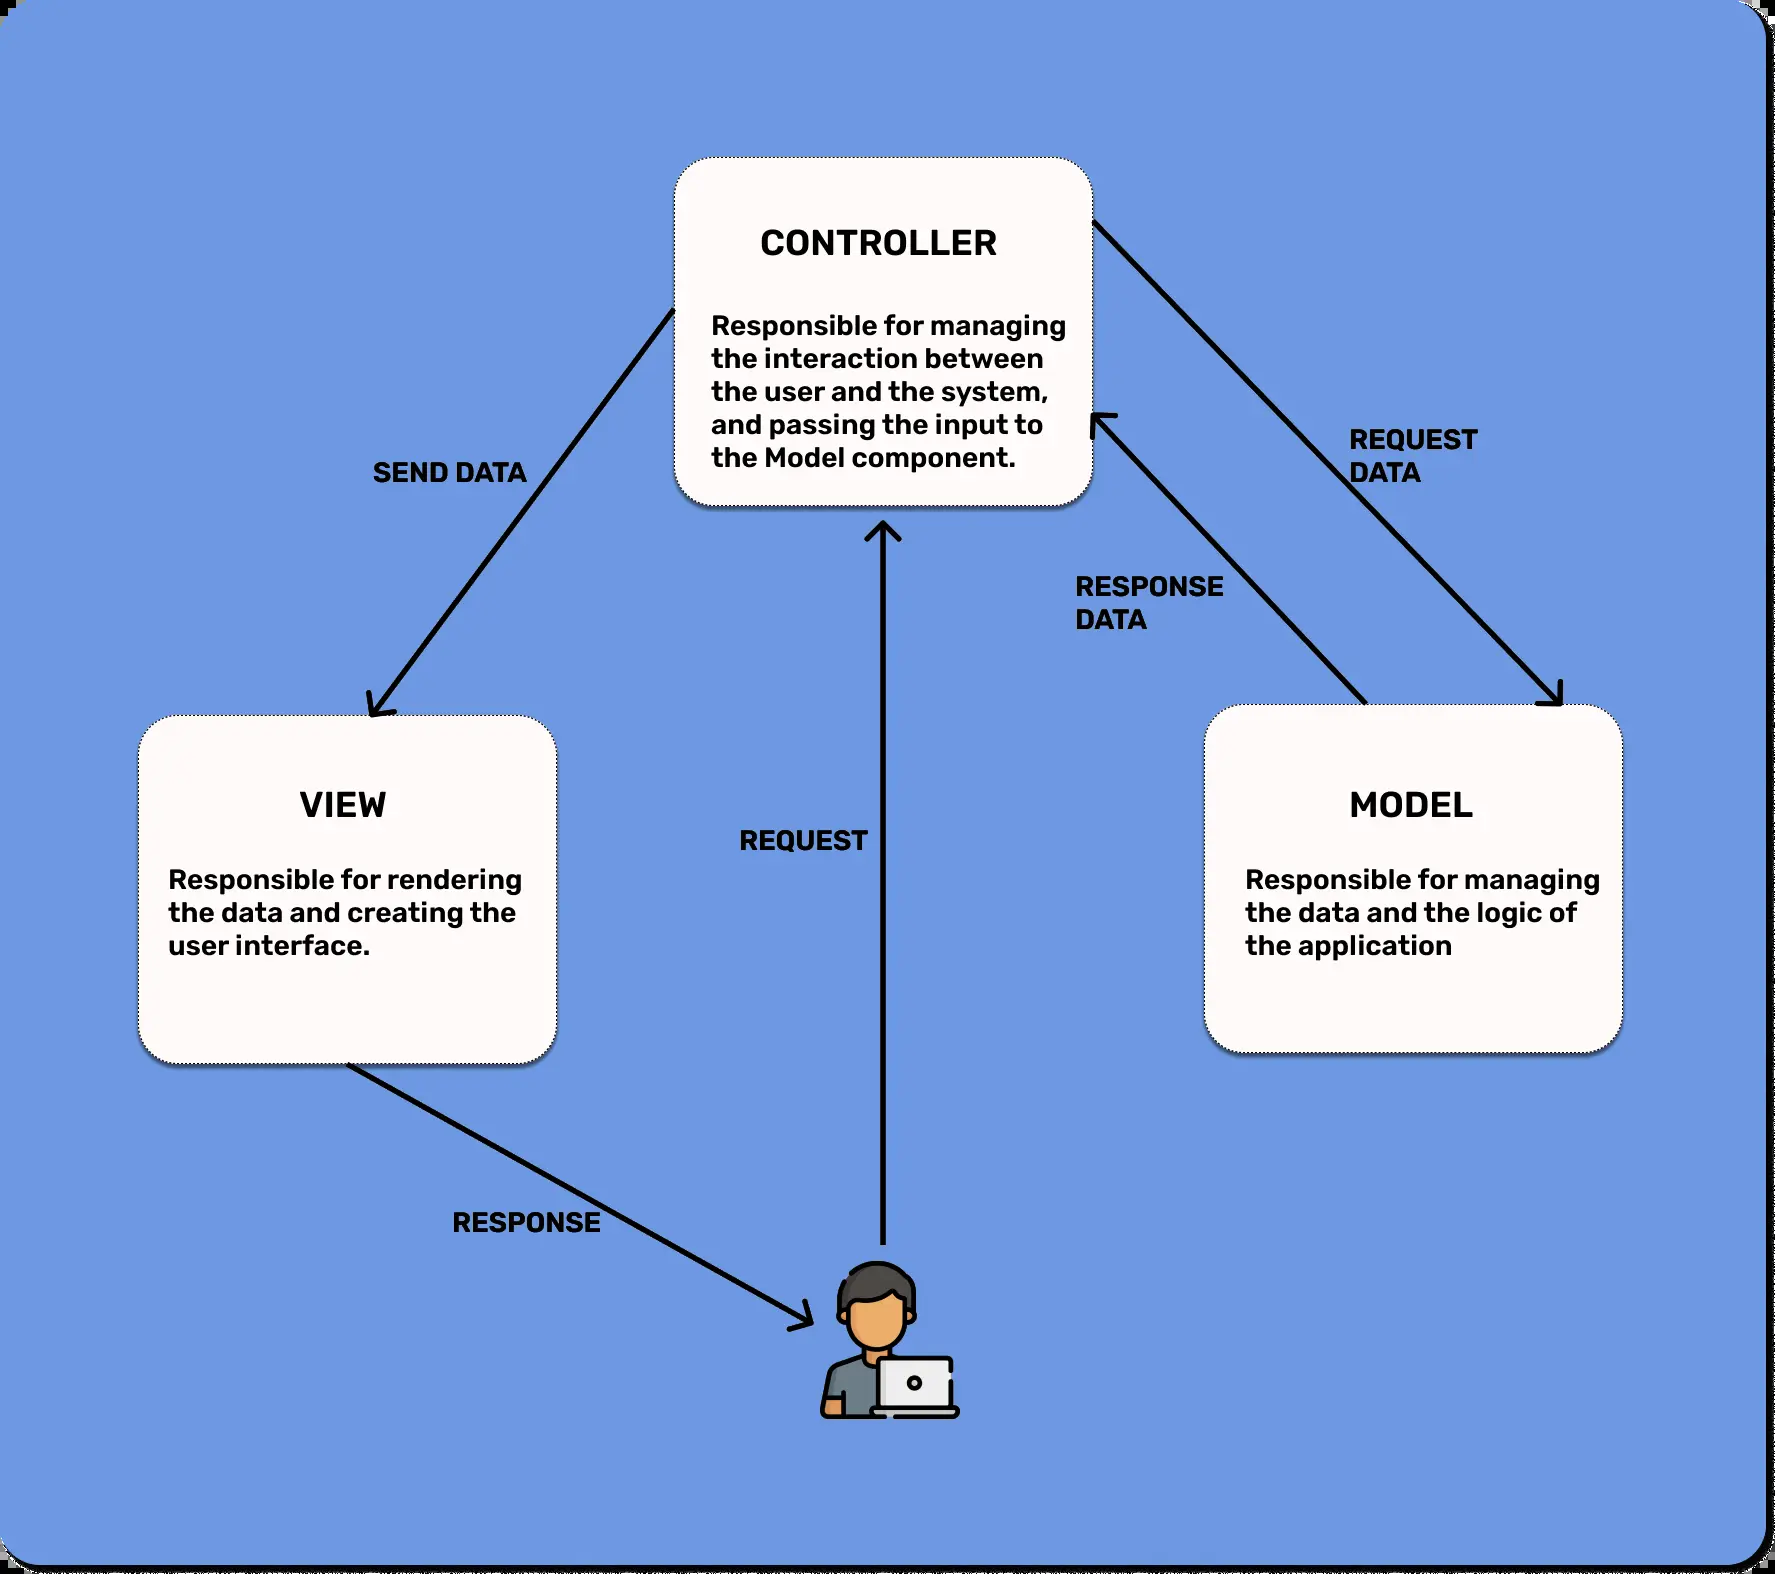 CONTROLLER
Responsible for managing
the interaction between
the user and the system,
and passing the input to
the Model component.
SEND DATA
REQUEST
DATA
RESPONSE
DATA
VIEW
Responsible for rendering
the data and creating the
user interface.
REQUEST
MODEL
Responsible for managing
the data and the logic of
the application
RESPONSE